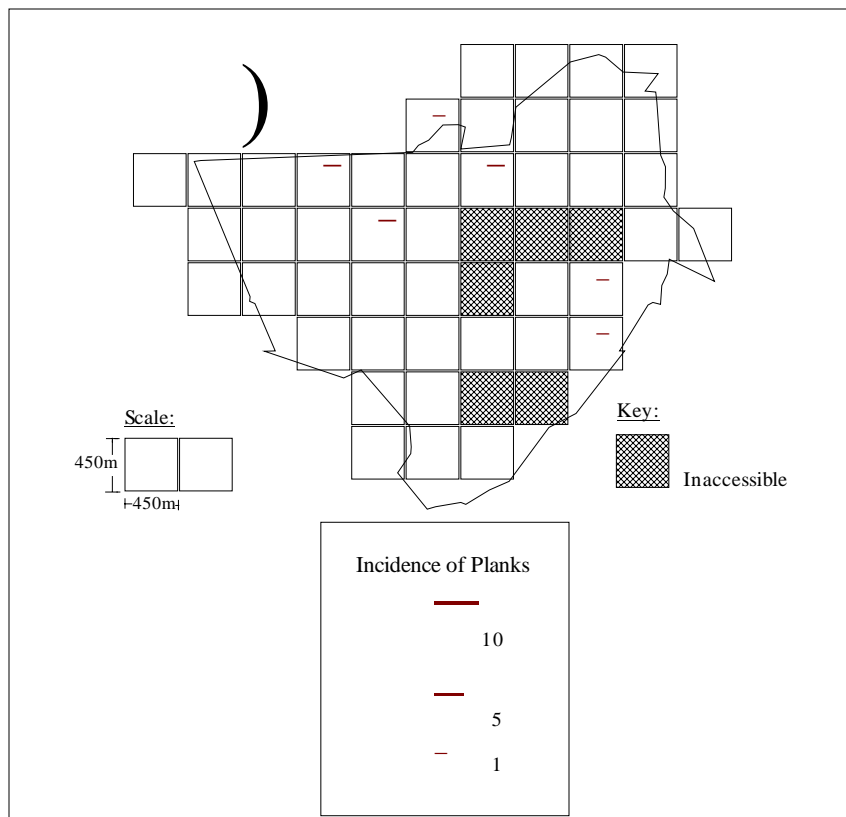 Scale:
450m
450m
Key:
Inaccessible
Incidence of Planks
10
5
1